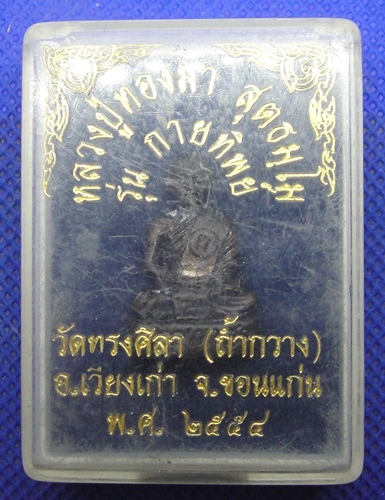 หลวงปู่ทองมา สุตธมฺโม
รุ่น กายทิพย์
วัดทรงศิลา (ถ้ำกวาง)
อ.เวียงเก่า จ.ขอนแก่น
พ.ศ. ๒๕๕๔